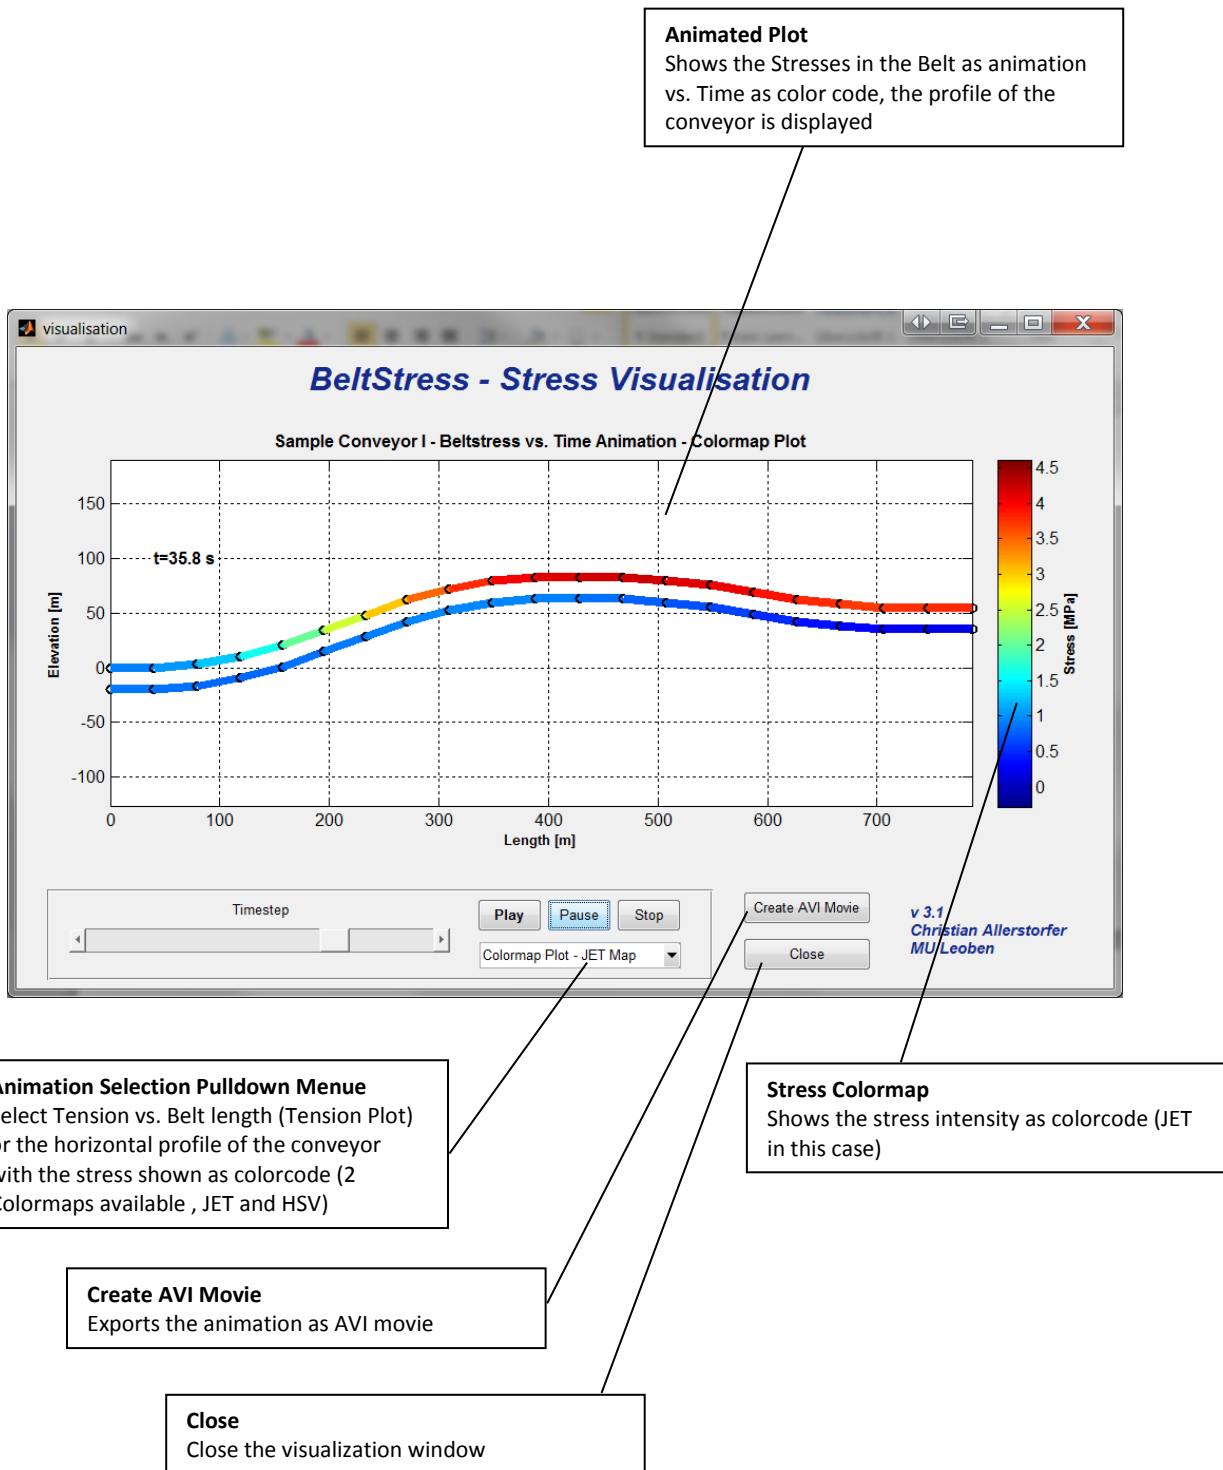 Animated Plot
Shows the Stresses in the Belt as animation
vs. Time as color code, the profile of the
conveyor is displayed
visualisation
BeltStress - Stress Visualisation
Sample Conveyor I - Beltstress vs. Time Animation - Colormap Plot
150
100
50
0
-50
-100
Elevation [m]
t=35.8 s
0
100
200
300
400
500
600
700
Length [m]
4.5
4
3.5
3
2.5
2
1.5
1
0.5
0
Stress [MPa]
Timestep
Play
Pause
Stop
Colormap Plot - JET Map
Create AVI Movie
Close
v 3.1
Christian Allerstorfer
MU Leoben
Animation Selection Pulldown Menue
elect Tension vs. Belt length (Tension Plot)
or the horizontal profile of the conveyor
with the stress shown as colorcode (2
Colormaps available , JET and HSV)
Stress Colormap
Shows the stress intensity as colorcode (JET
in this case)
Create AVI Movie
Exports the animation as AVI movie
Close
Close the visualization window